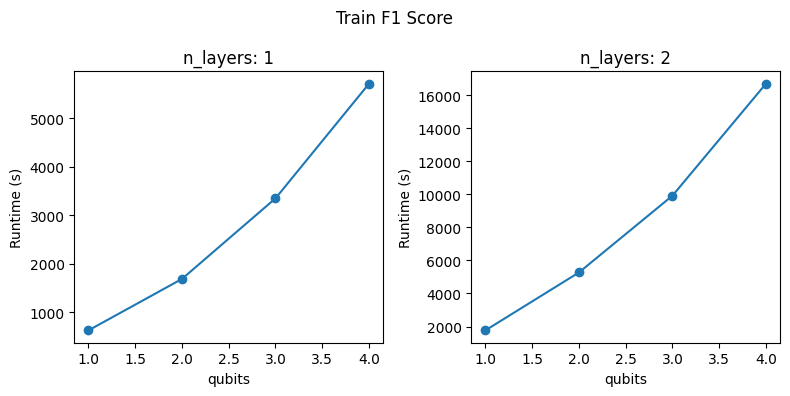 Train F1 Score
n_layers: 1
Runtime (s)
5000
4000
3000
2000
1000
1.0 1.5 2.0 2.5 3.0 3.5 4.0
qubits
n_layers: 2
Runtime (s)
16000
14000
12000
10000
8000
6000
4000
2000
1.0 1.5 2.0 2.5 3.0 3.5 4.0
qubits